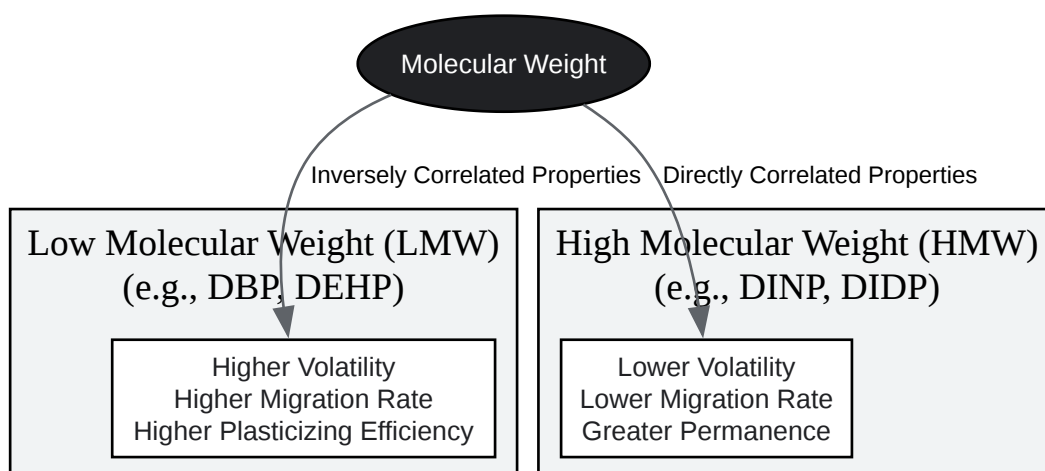 Molecular Weight
Inversely Correlated Properties
Directly Correlated Properties
Low Molecular Weight (LMW)
(e.g., DBP, DEHP)
Higher Volatility
Higher Migration Rate
Higher Plasticizing Efficiency
High Molecular Weight (HMW)
(e.g., DINP, DIDP)
Lower Volatility
Lower Migration Rate
Greater Permanence